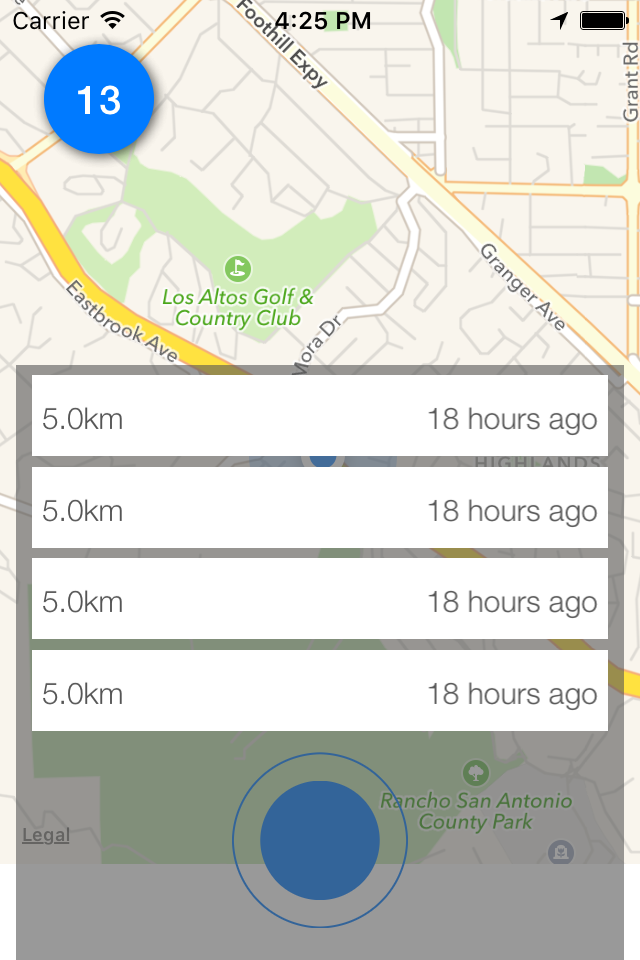 Carrier 4:25 PM
Foothill Expy
Grant Rd
13
Granger Ave
Los Altos Golf &
Country Club
Eastbrook Ave
Mora Dr
5.0km 18 hours ago
HIGHLANDS
5.0km 18 hours ago
5.0km 18 hours ago
5.0km 18 hours ago
Rancho San Antonio
County Park
Legal